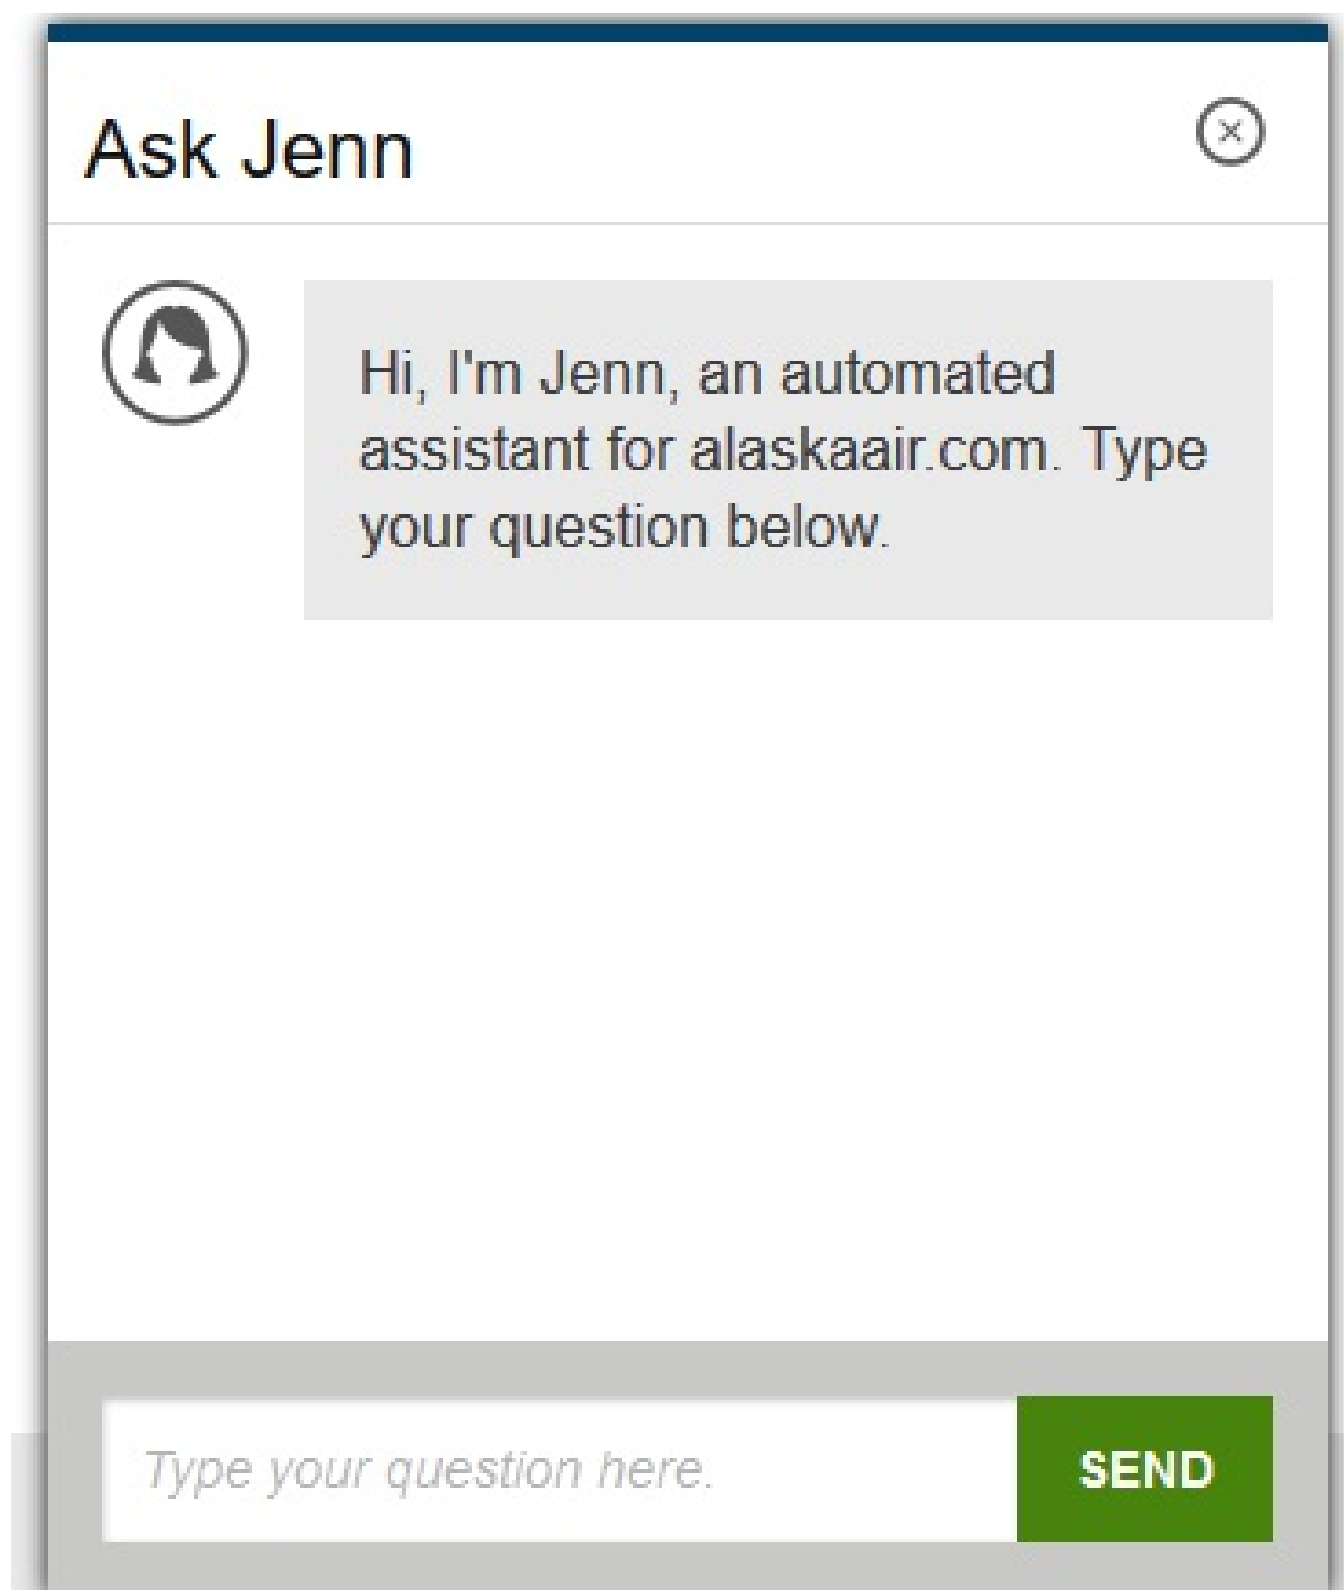 Ask Jenn
Hi, I'm Jenn, an automated
assistant for alaskaair.com. Type
your question below.
Type your question here.
SEND